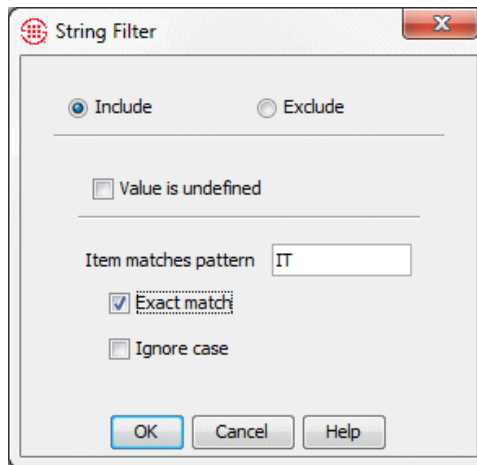 String Filter
Include Exclude
Value is undefined
Item matches pattern IT
Exact match
Ignore case
OK Cancel Help